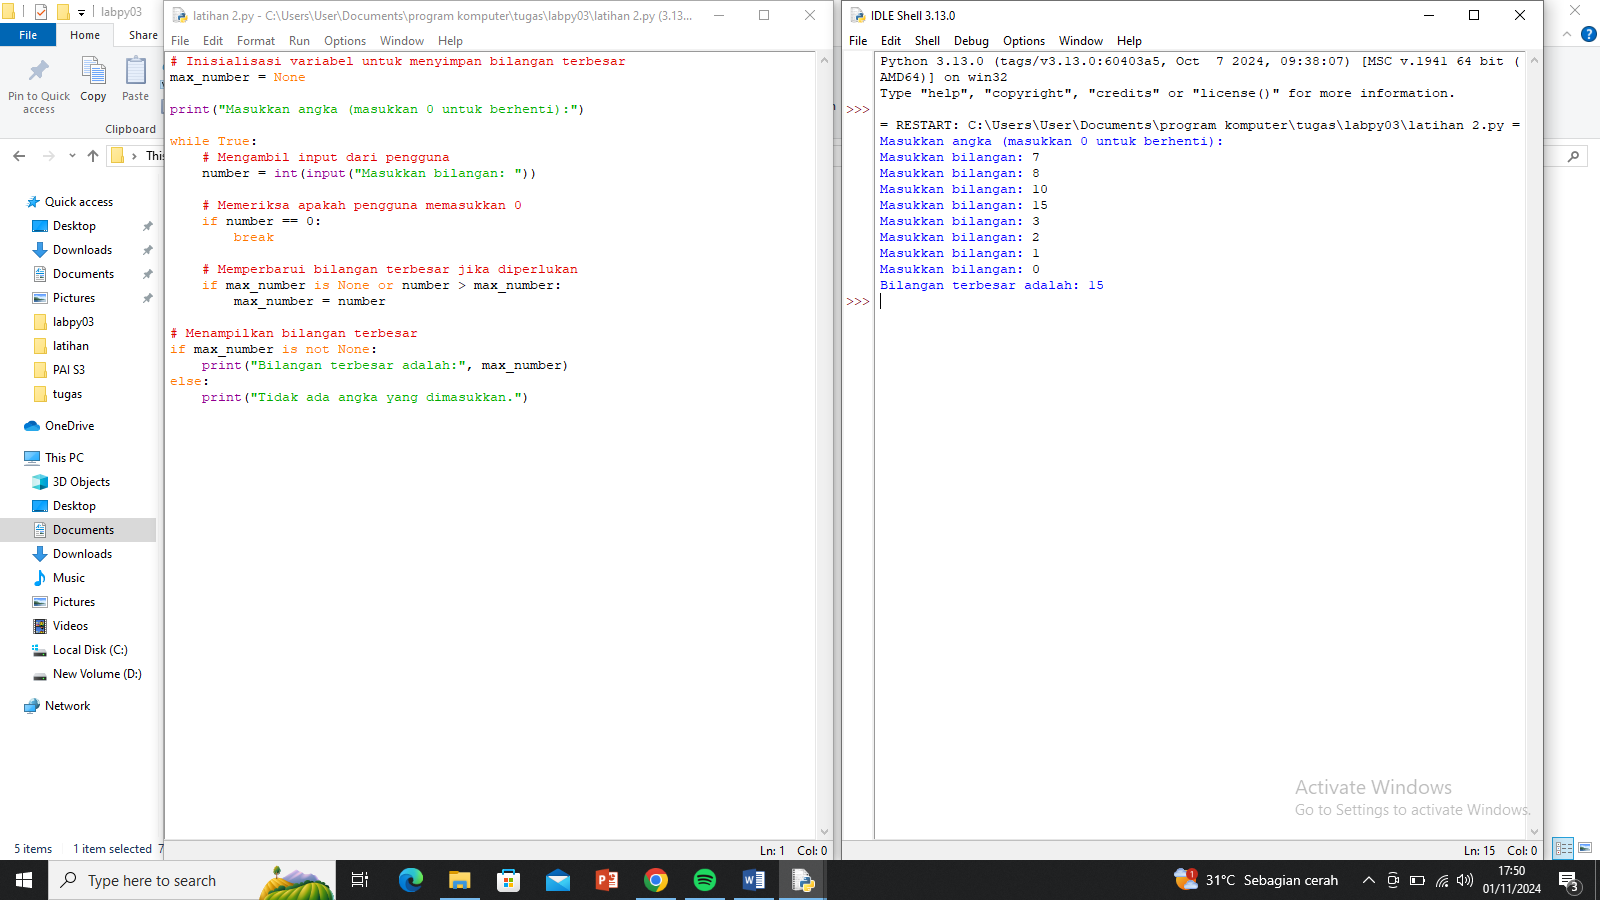 labpy03
File Home Share
Pin to Quick access
Copy
Paste
Clipboard
This
Quick access
Desktop
Downloads
Documents
Pictures
labpy03
latihan
PAI S3
tugas
OneDrive
This PC
3D Objects
Desktop
Documents
Downloads
Music
Pictures
Videos
Local Disk (C:)
New Volume (D:)
Network
5 items 1 item selected 7
latihan 2.py - C:\Users\User\Documents\program komputer\tugas\labpy03\latihan 2.py (3.13...
File Edit Format Run Options Window Help
# Inisialisasi variabel untuk menyimpan bilangan terbesar
max_number = None
print("Masukkan angka (masukkan 0 untuk berhenti):")
while True:
    # Mengambil input dari pengguna
    number = int(input("Masukkan bilangan: "))
    # Memeriksa apakah pengguna memasukkan 0
    if number == 0:
        break
    # Memperbarui bilangan terbesar jika diperlukan
    if max_number is None or number > max_number:
        max_number = number
# Menampilkan bilangan terbesar
if max_number is not None:
    print("Bilangan terbesar adalah:", max_number)
else:
    print("Tidak ada angka yang dimasukkan.")
Ln: 1 Col: 0
IDLE Shell 3.13.0
File Edit Shell Debug Options Window Help
Python 3.13.0 (tags/v3.13.0:60403a5, Oct  7 2024, 09:38:07) [MSC v.1941 64 bit (
AMD64)] on win32
Type "help", "copyright", "credits" or "license()" for more information.
>>>
= RESTART: C:\Users\User\Documents\program komputer\tugas\labpy03\latihan 2.py =
Masukkan angka (masukkan 0 untuk berhenti):
Masukkan bilangan: 7
Masukkan bilangan: 8
Masukkan bilangan: 10
Masukkan bilangan: 15
Masukkan bilangan: 3
Masukkan bilangan: 2
Masukkan bilangan: 1
Masukkan bilangan: 0
Bilangan terbesar adalah: 15
>>>
Activate Windows
Go to Settings to activate Windows.
Ln: 15 Col: 0
Type here to search
1
31°C Sebagian cerah
17:50
01/11/2024
3